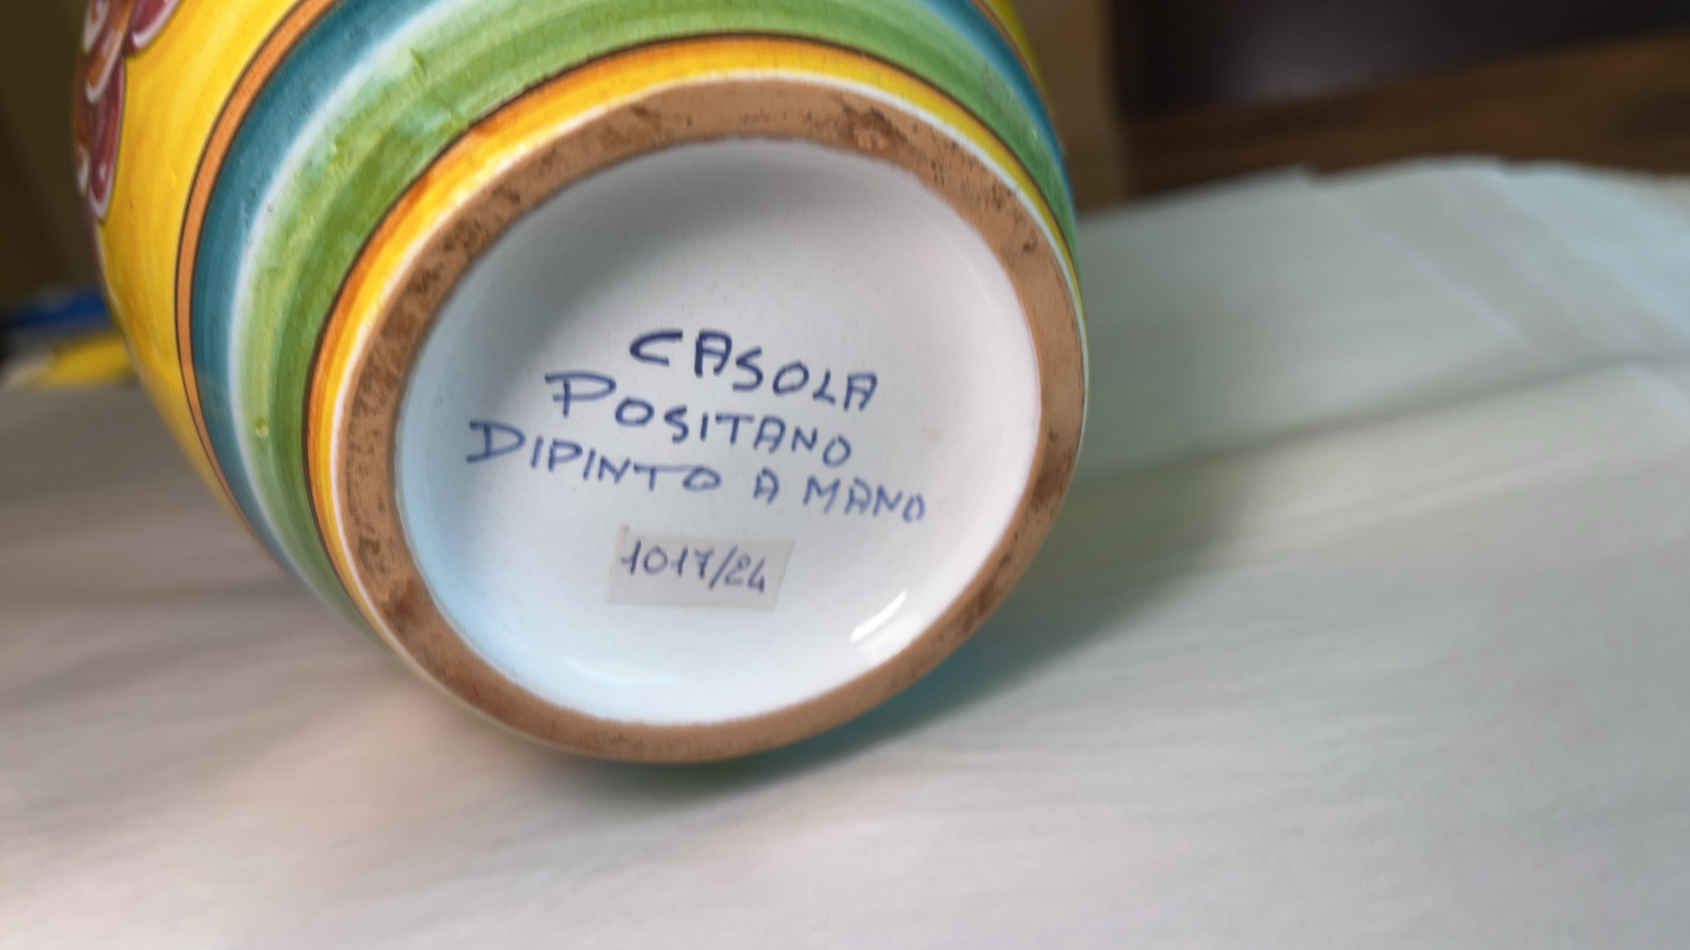 CASOLA
POSITANO
DIPINTO A MANO
1017/24